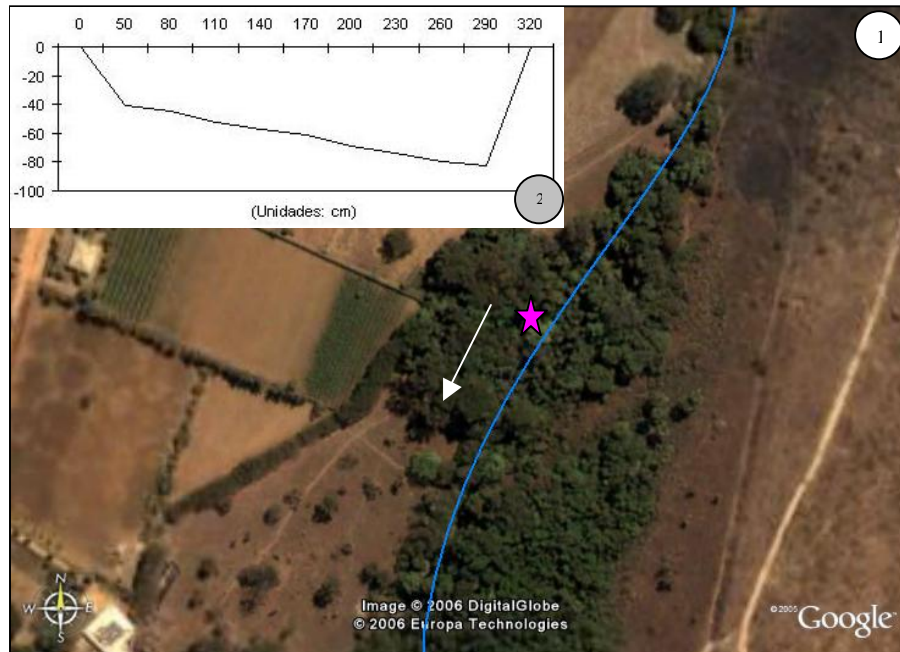 0 50 80 110 140 170 200 230 260 290 320
1
0
-20
-40
-60
-80
-100
(Unidades: cm)
2
N
W E
S
Image © 2006 DigitalGlobe
© 2006 Europa Technologies
© 2005 Google